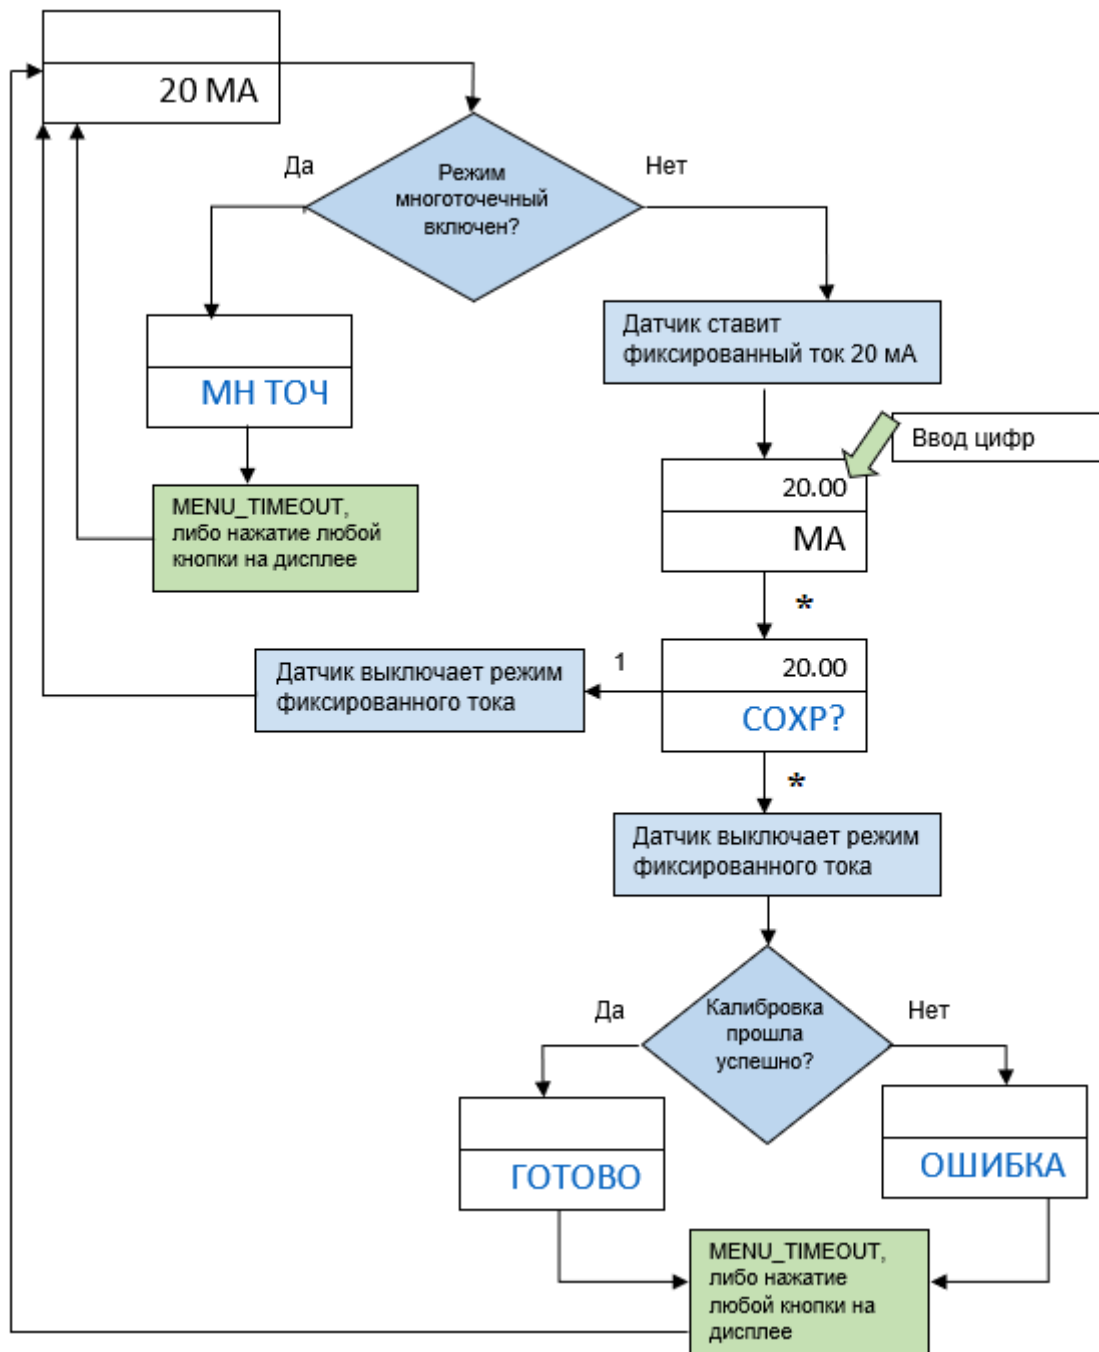 20 МА
Да
Нет
Режим
многоточечный
включен?
Датчик ставит
фиксированный ток 20 мА
МН ТОЧ
Ввод цифр
20.00
МА
MENU_TIMEOUT,
либо нажатие любой
кнопки на дисплее
*
20.00
СОХР?
1
Датчик выключает режим
фиксированного тока
*
Датчик выключает режим
фиксированного тока
Да
Нет
Калибровка
прошла
успешно?
ГОТОВО
ОШИБКА
MENU_TIMEOUT,
либо нажатие
любой кнопки на
дисплее